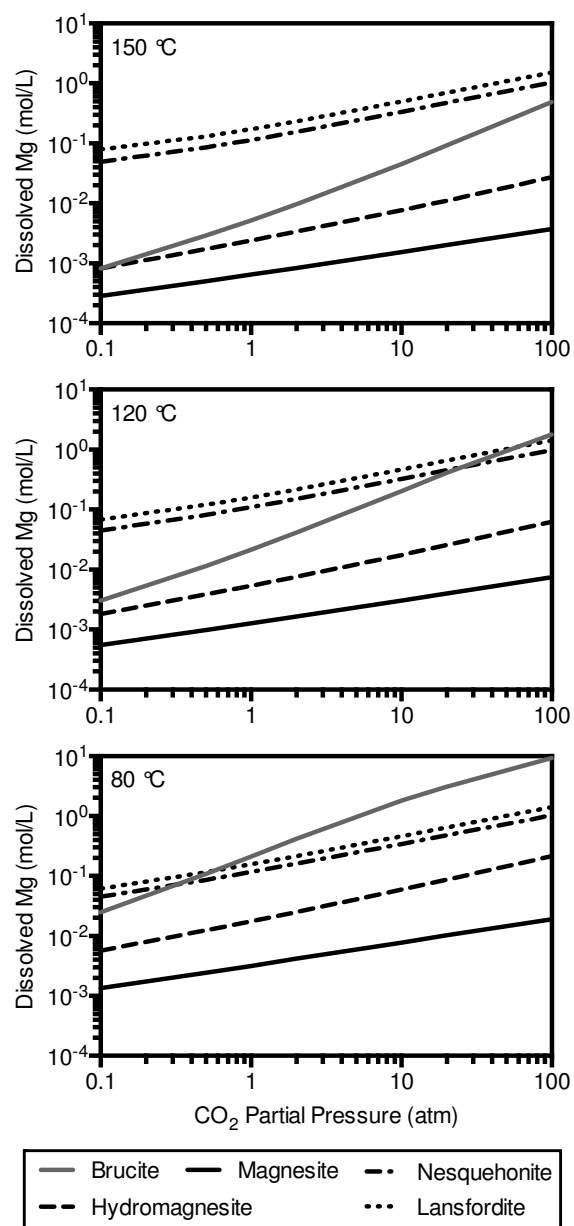 150 °C
Dissolved Mg (mol/L)
10^1
10^0
10^-1
10^-2
10^-3
10^-4
0.1 1 10 100
120 °C
Dissolved Mg (mol/L)
10^1
10^0
10^-1
10^-2
10^-3
10^-4
0.1 1 10 100
80 °C
Dissolved Mg (mol/L)
10^1
10^0
10^-1
10^-2
10^-3
10^-4
0.1 1 10 100
CO₂ Partial Pressure (atm)
Brucite Magnesite Nesquehonite
Hydromagnesite Lansfordite